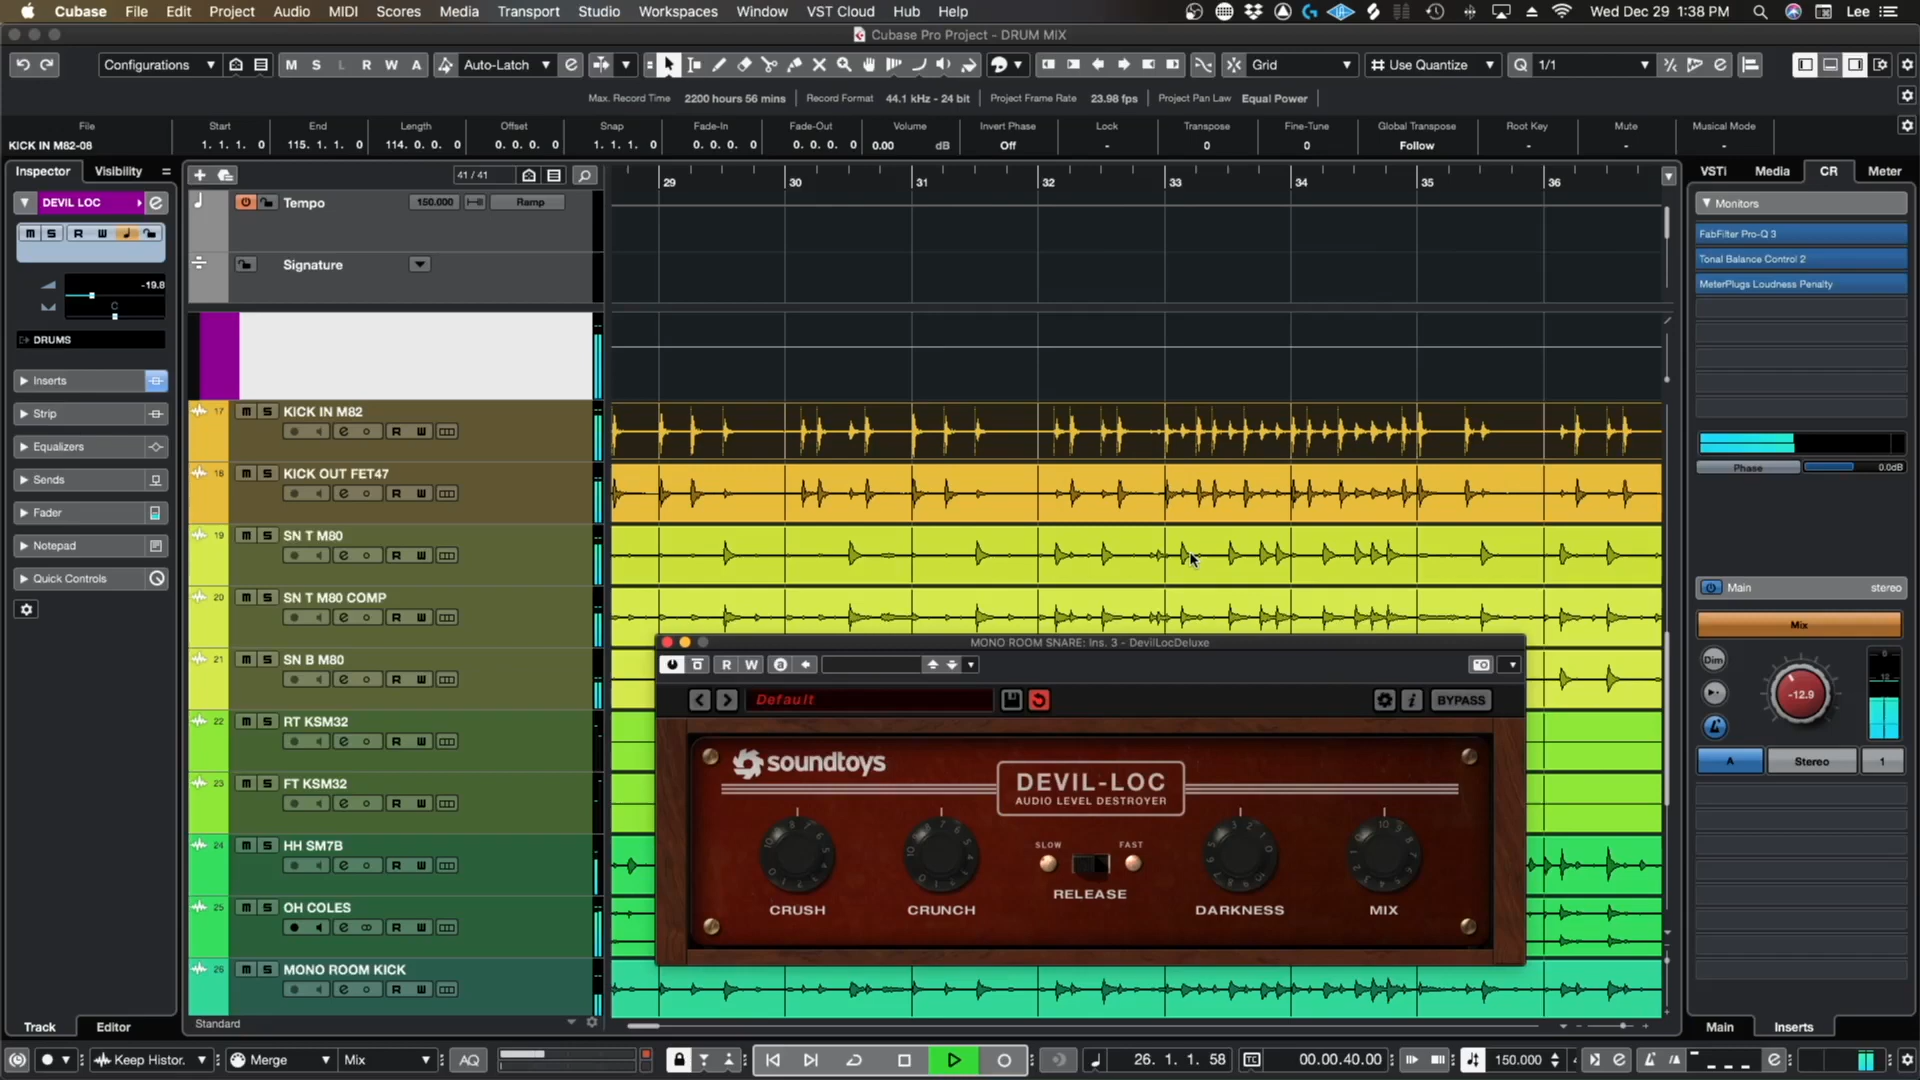 Cubase File Edit Project Audio MIDI Scores Media Transport Studio Workspaces Window VST Cloud Hub Help Wed Dec 29 1:38 PM Lee
Cubase Pro Project - DRUM MIX
Configurations M S L R W A Auto-Latch Grid Use Quantize Q 1/1
Max. Record Time 2200 hours 56 mins Record Format 44.1 kHz - 24 bit Project Frame Rate 23.98 fps Project Pan Law Equal Power
File Start End Length Offset Snap Fade-In Fade-Out Volume Invert Phase Lock Transpose Fine-Tune Global Transpose Root Key Mute Musical Mode
KICK IN M82-08 1. 1. 1. 0 115. 1. 1. 0 114. 0. 0. 0 0. 0. 0. 0 1. 1. 1. 0 0. 0. 0. 0 0. 0. 0. 0 0.00 dB Off - 0 0 Follow - - -
Inspector Visibility
41 / 41
29 30 31 32 33 34 35 36
VSTi Media CR Meter
DEVIL LOC
M S R W
-19.8
C
DRUMS
Inserts
Strip
Equalizers
Sends
Fader
Notepad
Quick Controls
Tempo 150.000 Ramp
Signature
17 m S KICK IN M82
e R W
18 m S KICK OUT FET47
e R W
19 m S SN T M80
e R W
20 m S SN T M80 COMP
e R W
21 m S SN B M80
e R W
22 m S RT KSM32
e R W
23 m S FT KSM32
e R W
24 m S HH SM7B
e R W
25 m S OH COLES
e R W
26 m S MONO ROOM KICK
e R W
Standard
MONO ROOM SNARE: Ins. 3 - DevilLocDeluxe
R W
Default
BYPASS
soundtoys
DEVIL-LOC
AUDIO LEVEL DESTROYER
SLOW FAST
RELEASE
CRUSH CRUNCH DARKNESS MIX
Monitors
FabFilter Pro-Q 3
Tonal Balance Control 2
MeterPlugs Loudness Penalty
Phase 0.0dB
Main stereo
Mix
Dim
-12.9
A Stereo 1
Track Editor
Main Inserts
Keep Histor. Merge Mix AQ 26. 1. 1. 58 TC 00.00.40.00 150.000